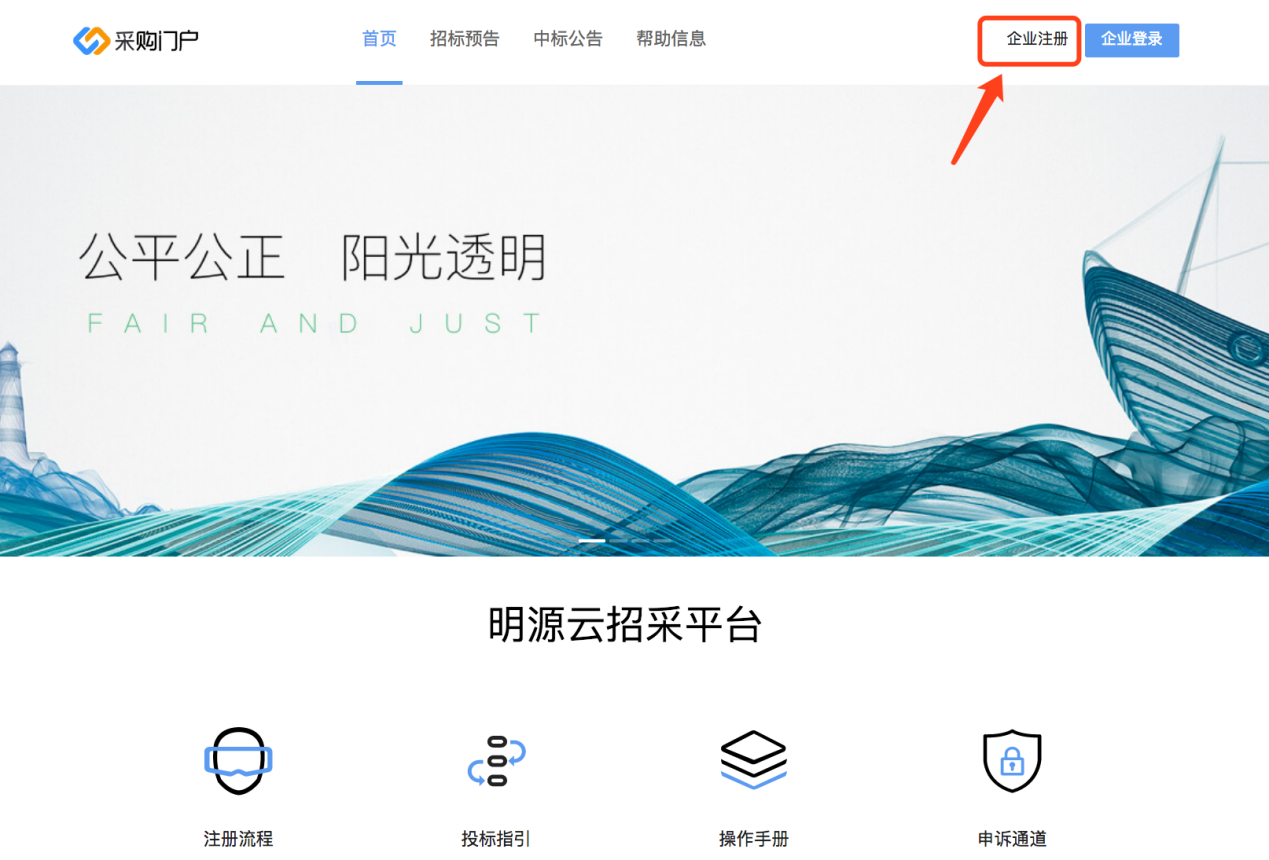 采购门户
首页 招标预告 中标公告 帮助信息
企业注册 企业登录
公平公正 阳光透明
FAIR AND JUST
明源云招采平台
注册流程 投标指引 操作手册 申诉通道